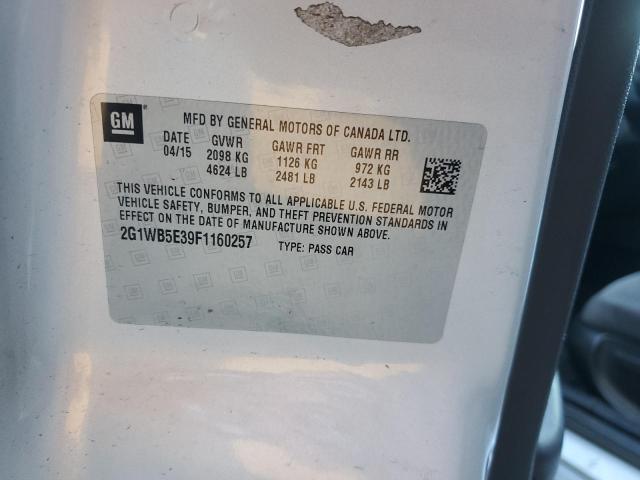 GM
MFD BY GENERAL MOTORS OF CANADA LTD.
DATE GVWR GAWR FRT GAWR RR
04/15 2098 KG 1126 KG 972 KG
4624 LB 2481 LB 2143 LB
THIS VEHICLE CONFORMS TO ALL APPLICABLE U.S. FEDERAL MOTOR
VEHICLE SAFETY, BUMPER, AND THEFT PREVENTION STANDARDS IN
EFFECT ON THE DATE OF MANUFACTURE SHOWN ABOVE.
2G1WB5E39F1160257 TYPE: PASS CAR